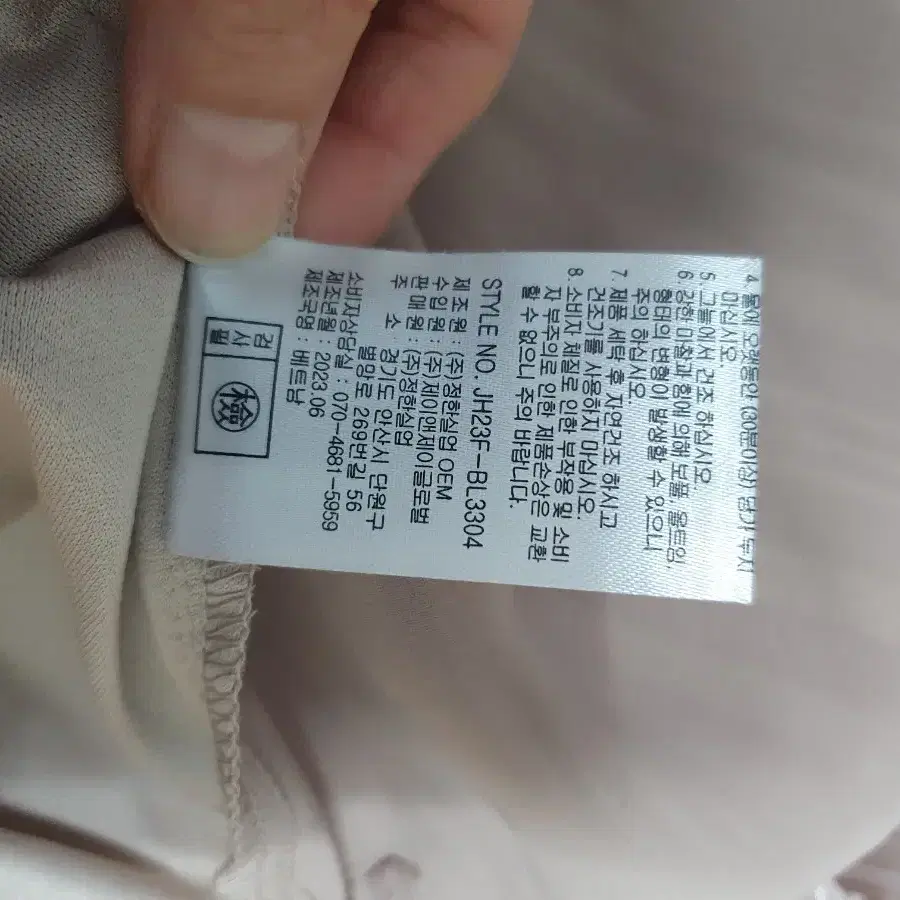 4. 물에 오랫동안 (30분이상) 담가 두지
마십시오.
5. 그늘에서 건조 하십시오
6. 강한 마찰과 힘에 의해 보풀, 올트임,
형태의 변형이 발생할 수 있으니
주의 하십시오
7. 제품 세탁 후 자연건조 하시고
건조기를 사용하지 마십시오.
8. 소비자 체질로 인한 부작용 및 소비
자 부주의로 인한 제품손상은 교환
할 수 없으니 주의 바랍니다.
STYLE NO. JH23F-BL3304
제 조 원 : (주)정한실업 OEM
수 입 원 : (주)제이앤제이글로벌
판 매 원 : (주)정한실업
주 소 : 경기도 안산시 단원구
별망로 269번길 56
소비자상담실 : 070-4681-5959
제조년월 : 2023.06
제조국명 : 베트남
검사필
檢